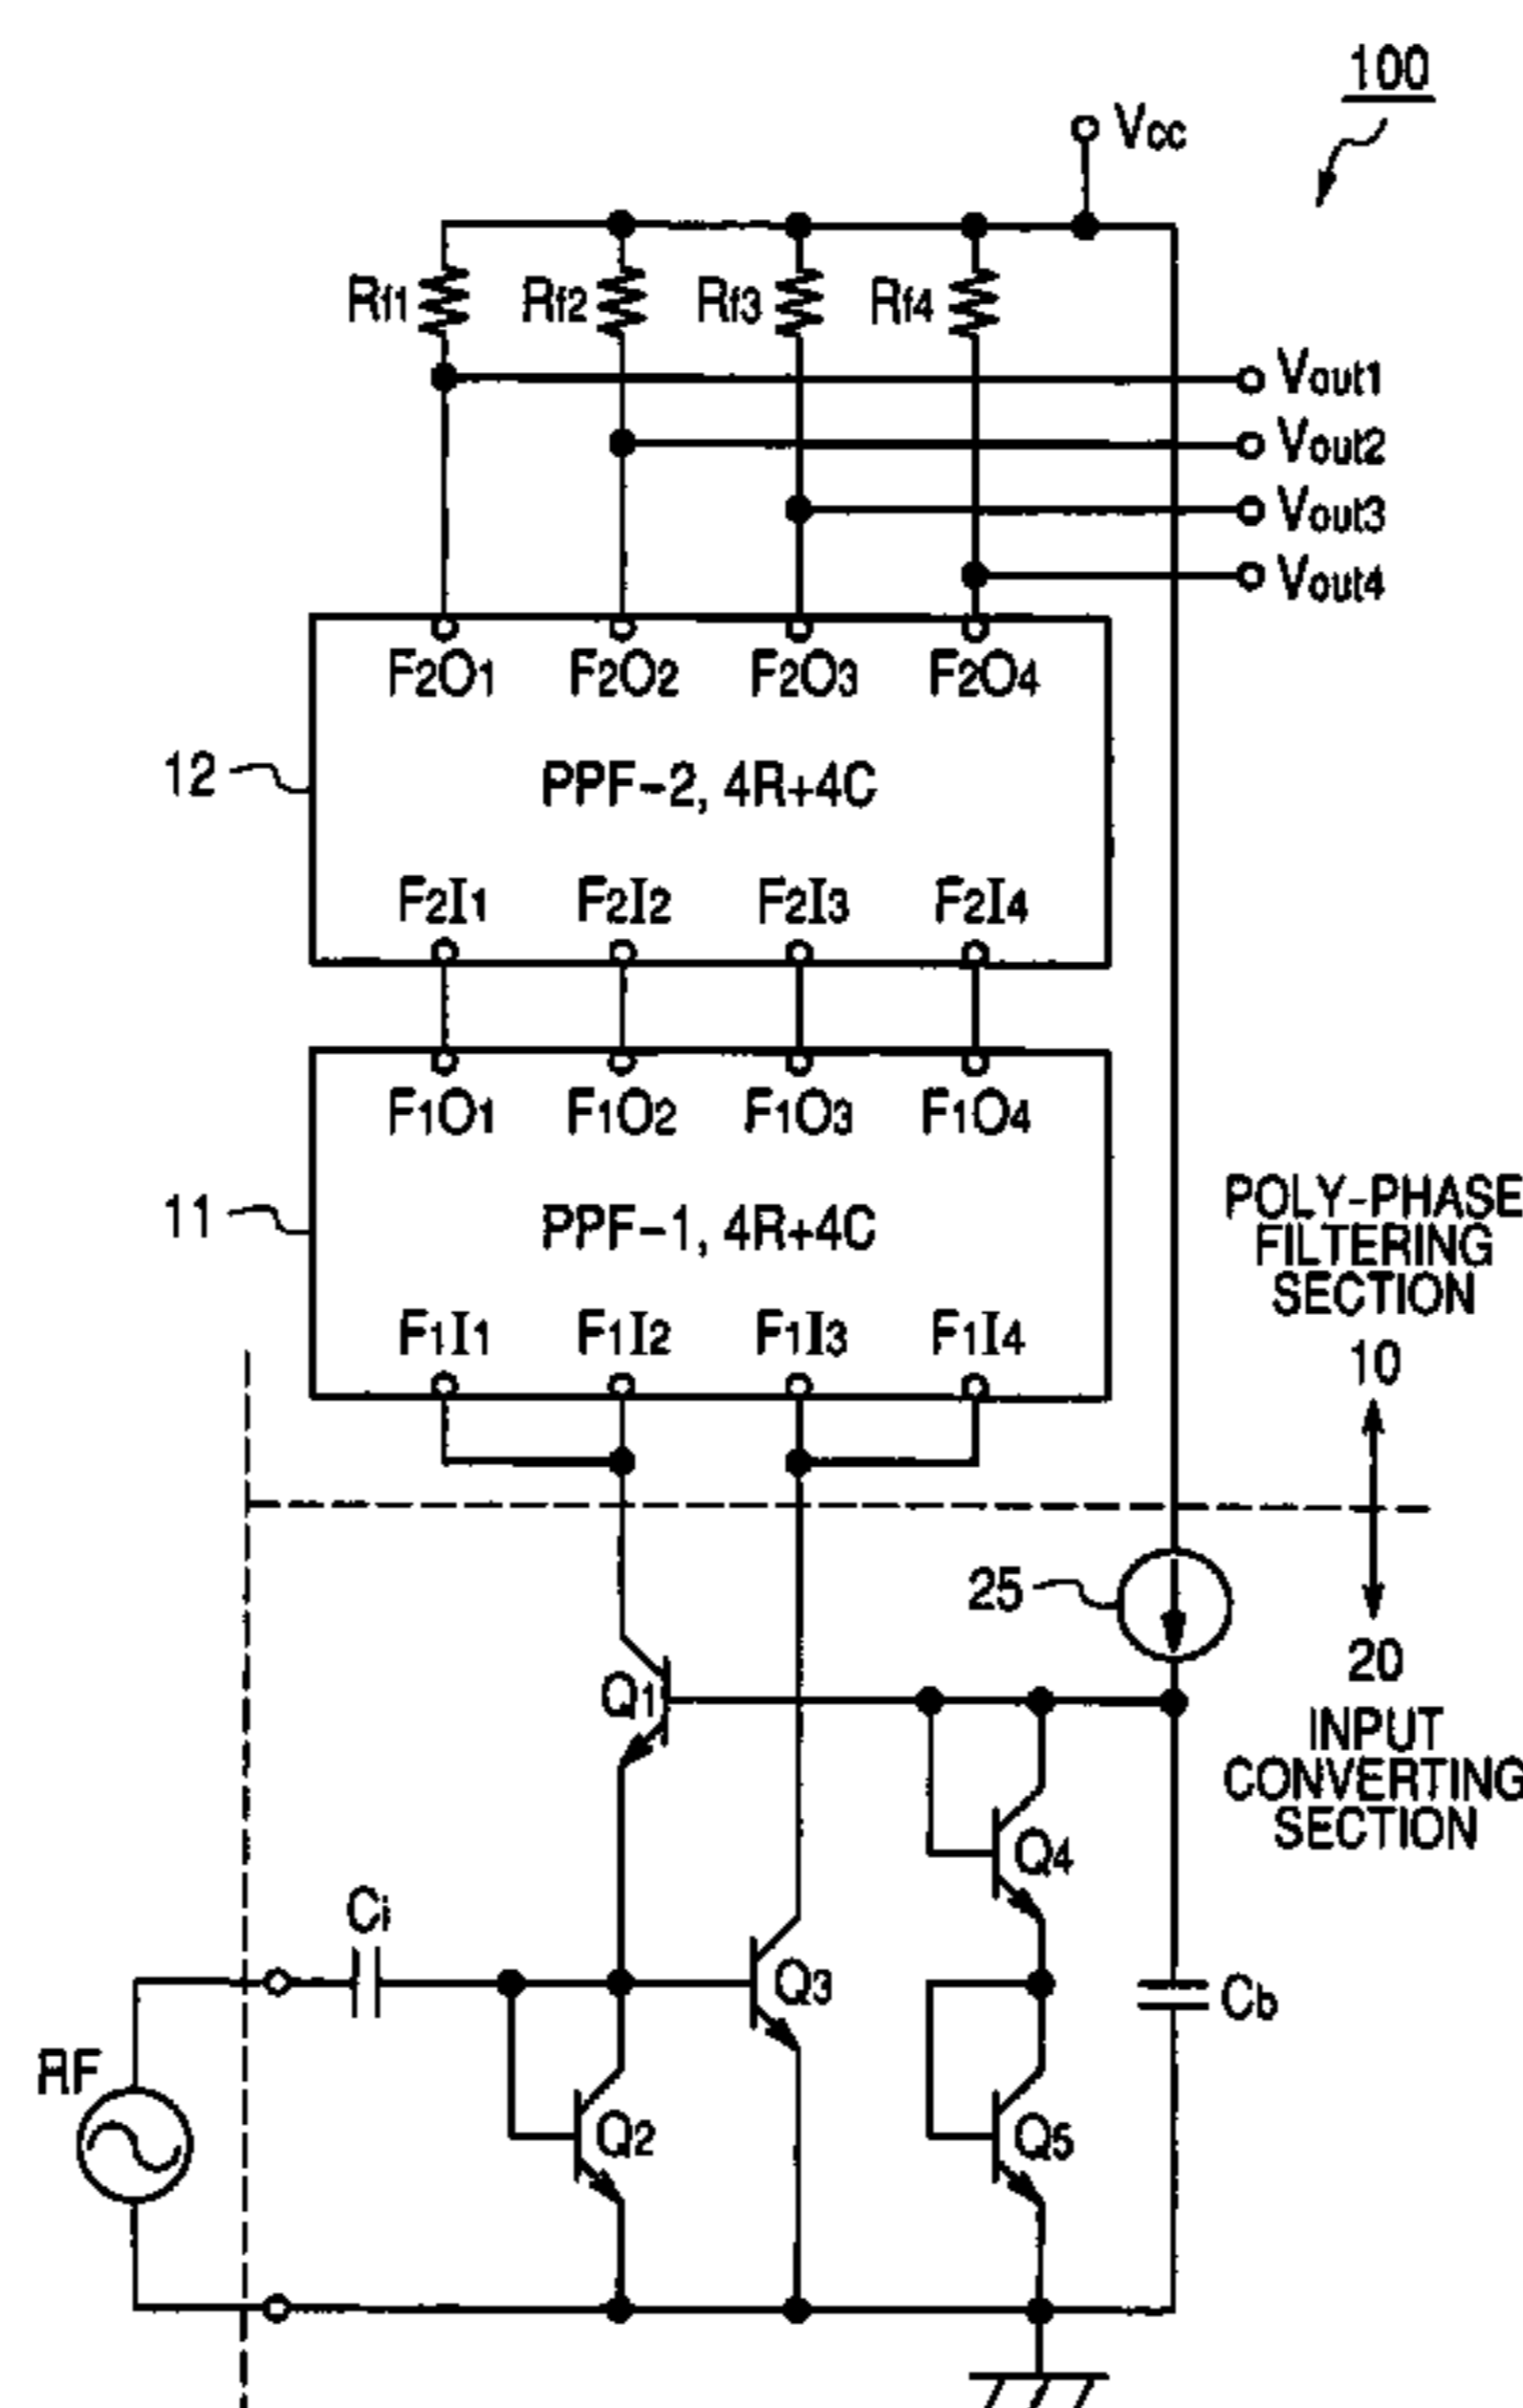 100
Vcc
Rf1 Rf2 Rf3 Rf4
Vout1
Vout2
Vout3
Vout4
F2O1 F2O2 F2O3 F2O4
12
PPF-2, 4R+4C
F2I1 F2I2 F2I3 F2I4
F1O1 F1O2 F1O3 F1O4
11
PPF-1, 4R+4C
F1I1 F1I2 F1I3 F1I4
POLY-PHASE
FILTERING
SECTION
10
25
20
INPUT
CONVERTING
SECTION
Q1
Q4
Ci
Q3
Cb
RF
Q2
Q5